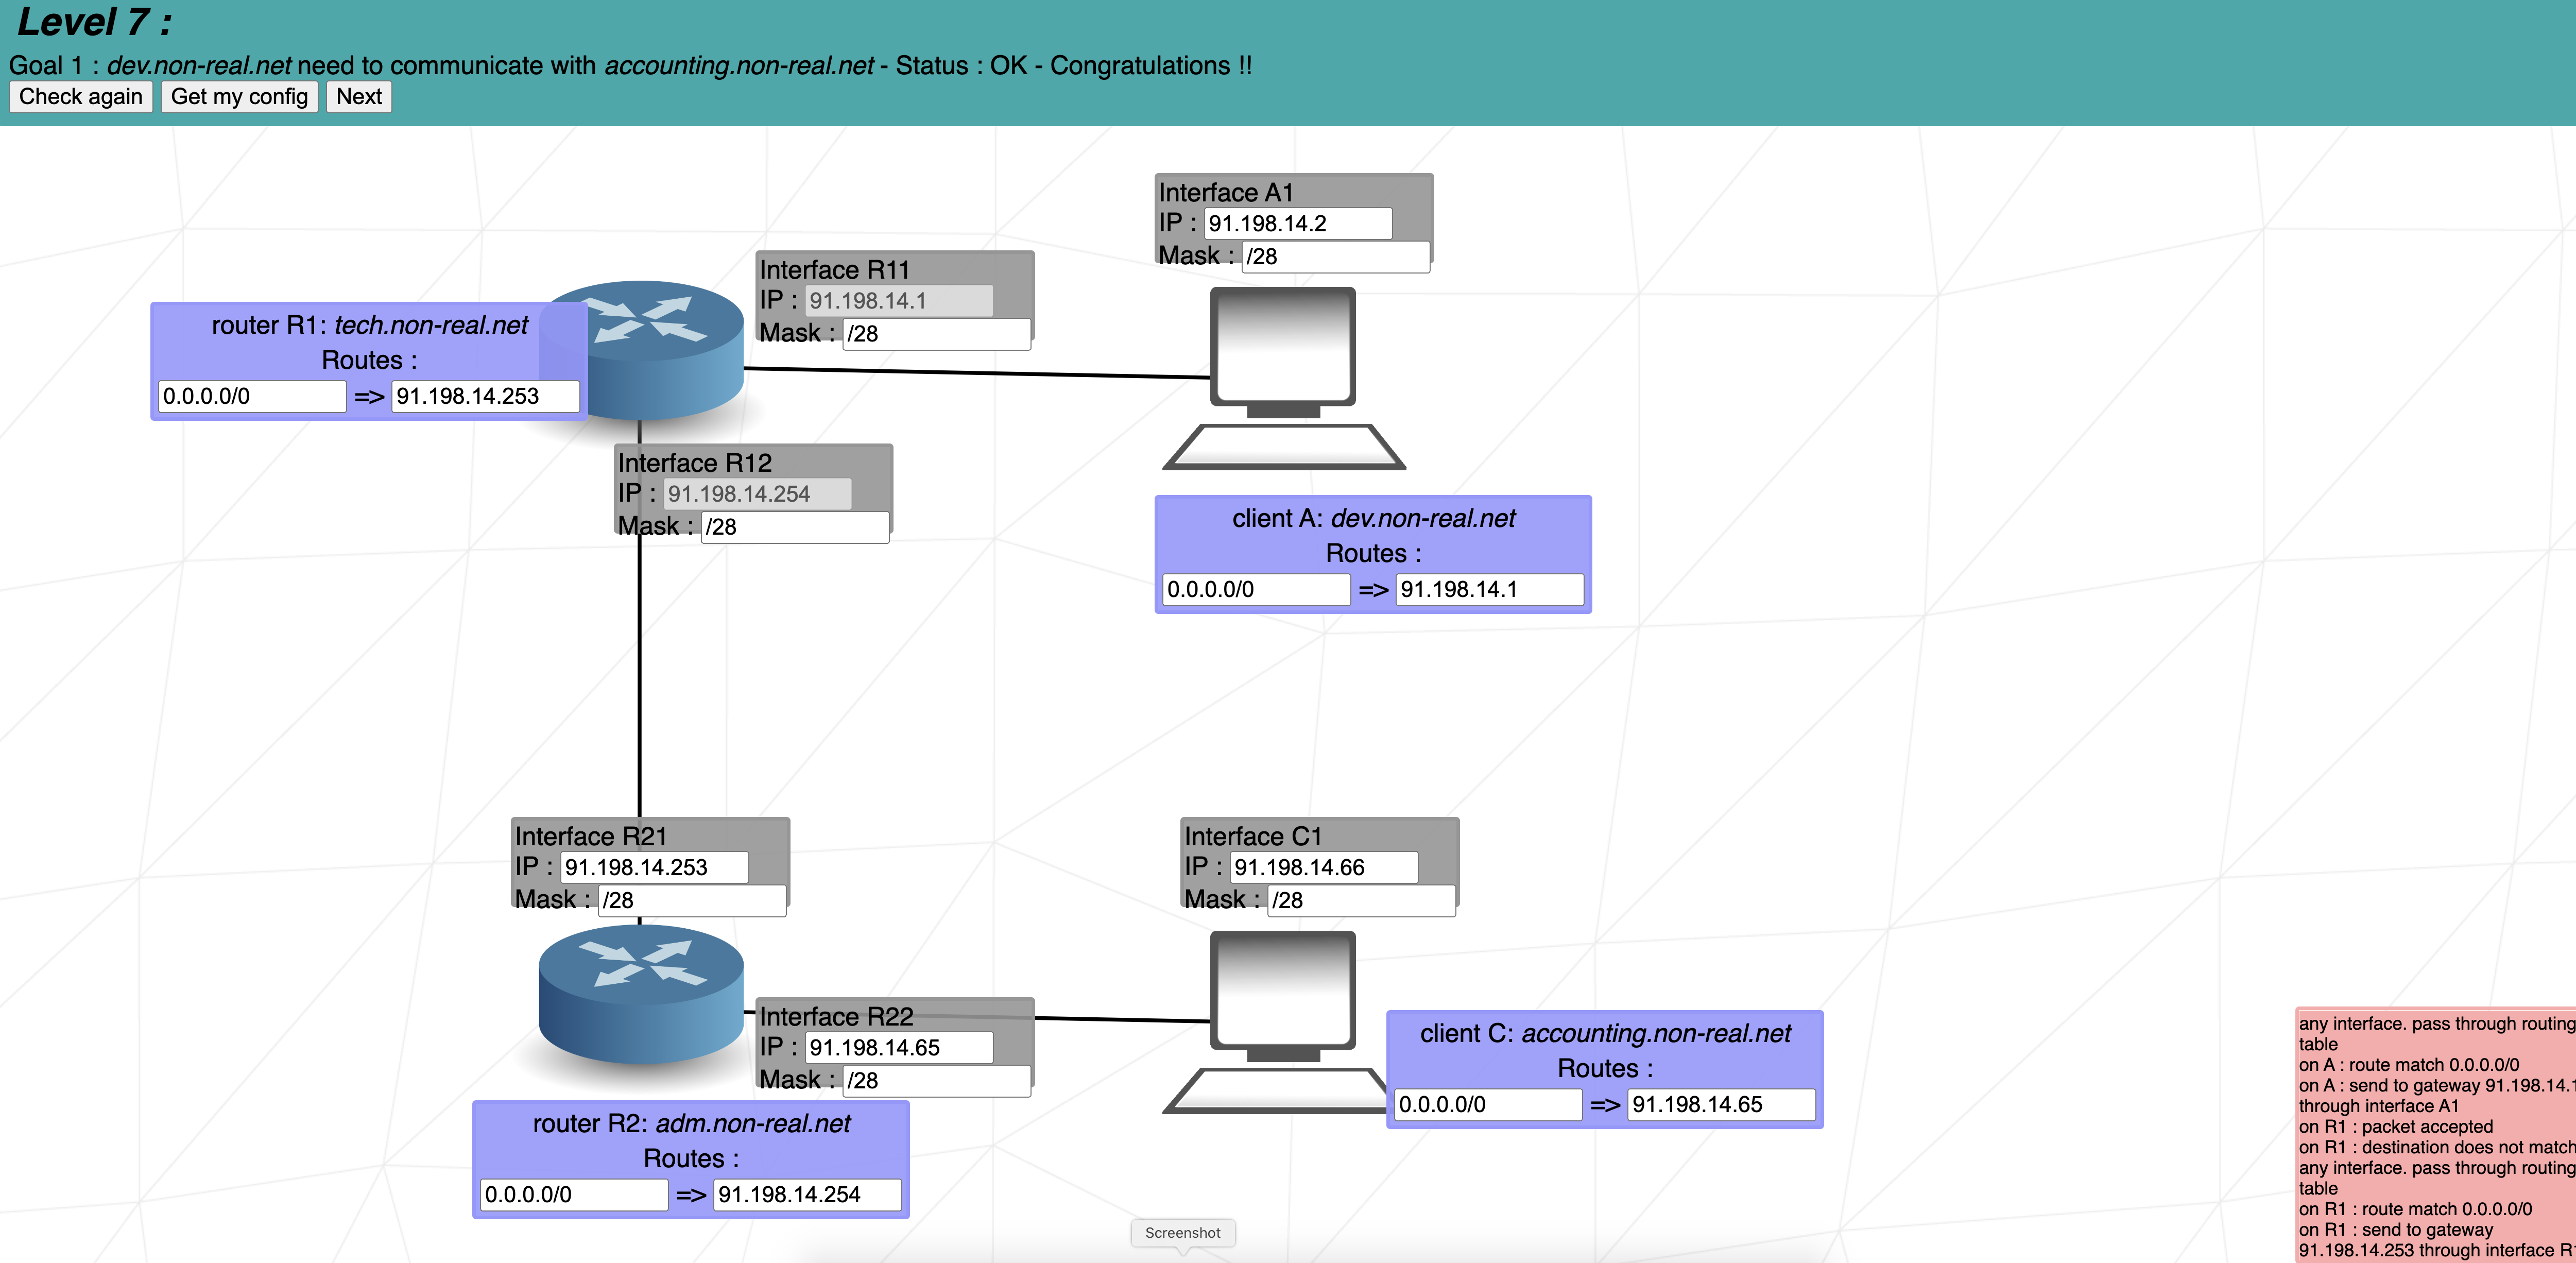 Level 7 :
Goal 1 : dev.non-real.net need to communicate with accounting.non-real.net - Status : OK - Congratulations !!
Check again Get my config Next
Interface A1
IP : 91.198.14.2
Mask : /28
Interface R11
IP : 91.198.14.1
Mask : /28
router R1: tech.non-real.net
Routes :
0.0.0.0/0 => 91.198.14.253
Interface R12
IP : 91.198.14.254
Mask : /28
client A: dev.non-real.net
Routes :
0.0.0.0/0 => 91.198.14.1
Interface R21
IP : 91.198.14.253
Mask : /28
Interface C1
IP : 91.198.14.66
Mask : /28
Interface R22
IP : 91.198.14.65
Mask : /28
client C: accounting.non-real.net
Routes :
0.0.0.0/0 => 91.198.14.65
router R2: adm.non-real.net
Routes :
0.0.0.0/0 => 91.198.14.254
Screenshot
any interface. pass through routing
table
on A : route match 0.0.0.0/0
on A : send to gateway 91.198.14.1
through interface A1
on R1 : packet accepted
on R1 : destination does not match
any interface. pass through routing
table
on R1 : route match 0.0.0.0/0
on R1 : send to gateway
91.198.14.253 through interface